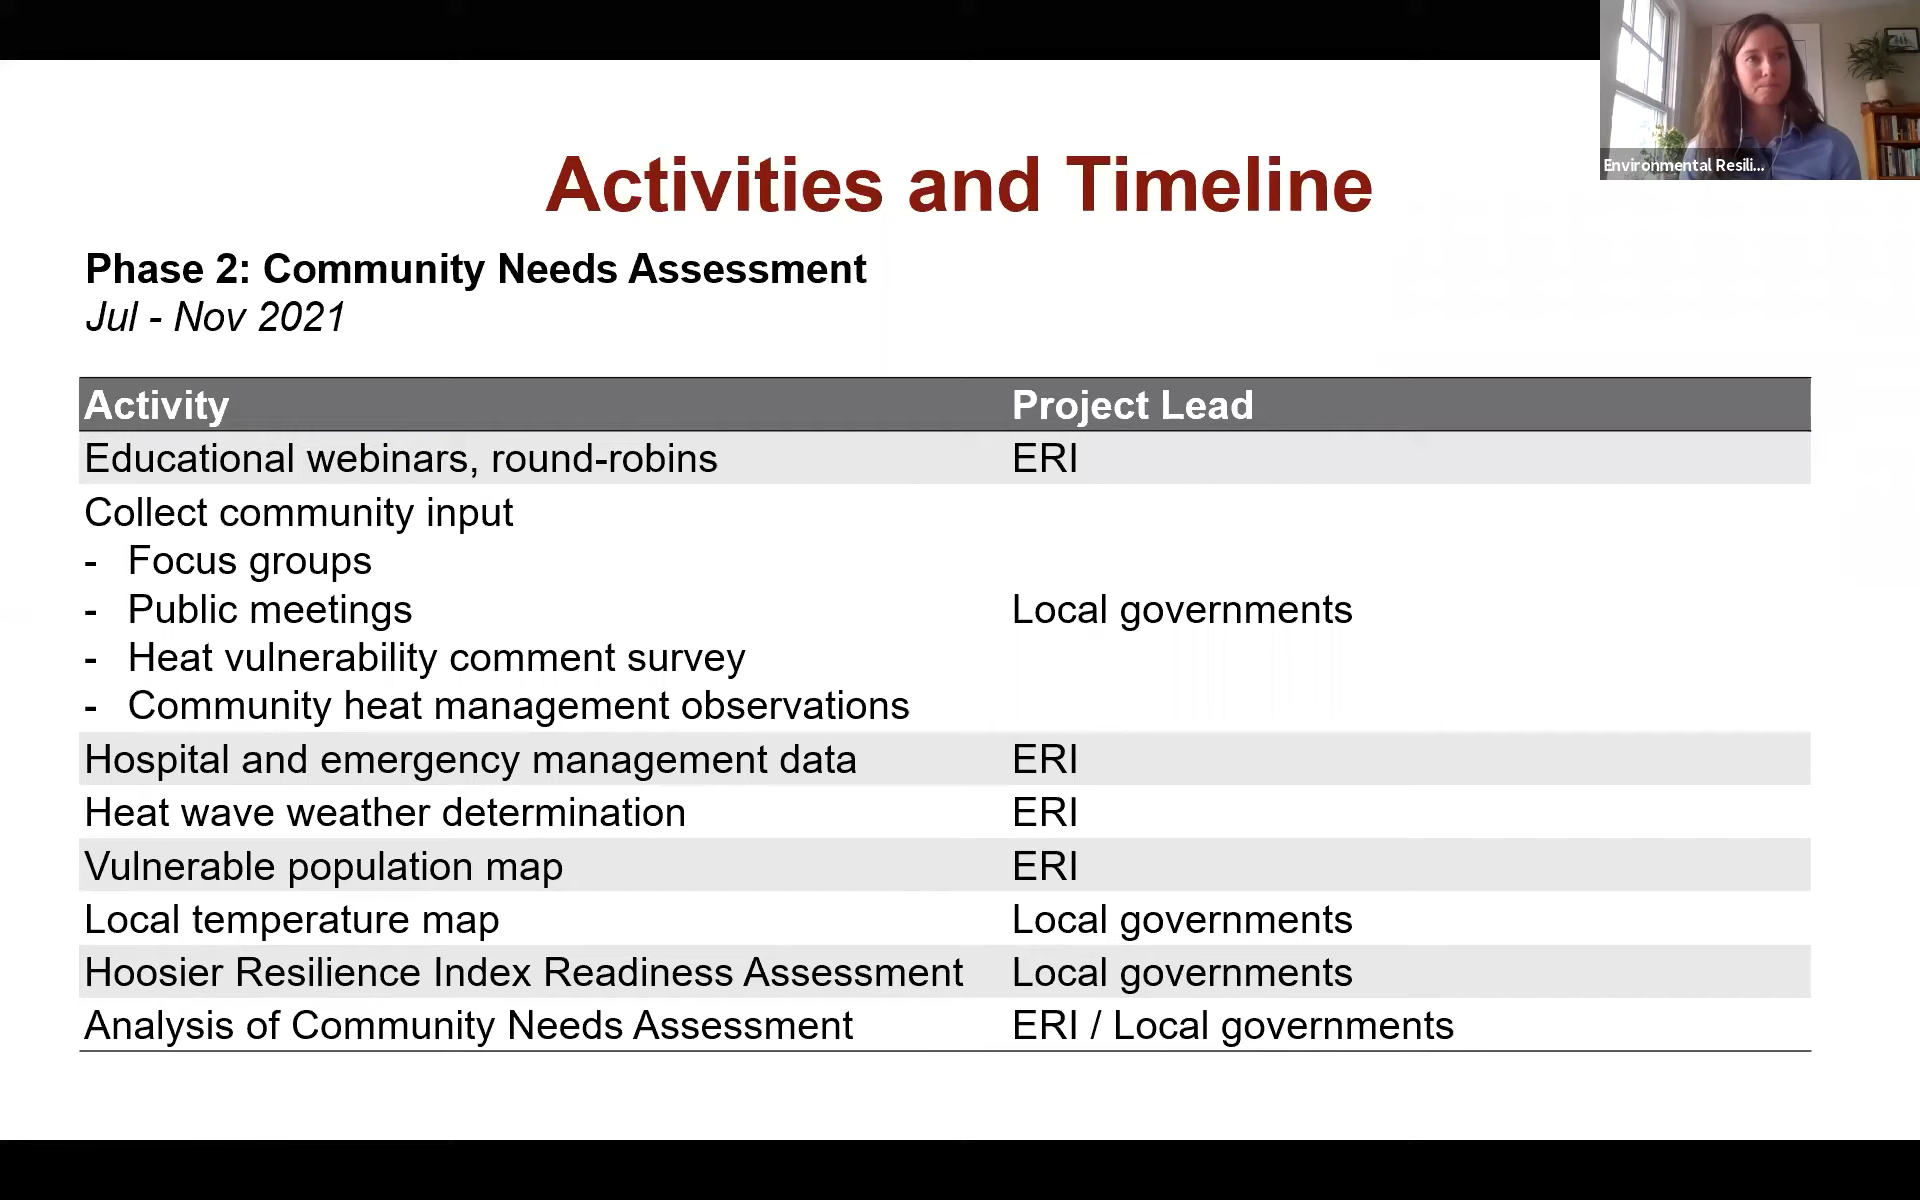 Environmental Resili...
Activities and Timeline
Phase 2: Community Needs Assessment
Jul - Nov 2021
Activity Project Lead
Educational webinars, round-robins ERI
Collect community input
- Focus groups
- Public meetings Local governments
- Heat vulnerability comment survey
- Community heat management observations
Hospital and emergency management data ERI
Heat wave weather determination ERI
Vulnerable population map ERI
Local temperature map Local governments
Hoosier Resilience Index Readiness Assessment Local governments
Analysis of Community Needs Assessment ERI / Local governments